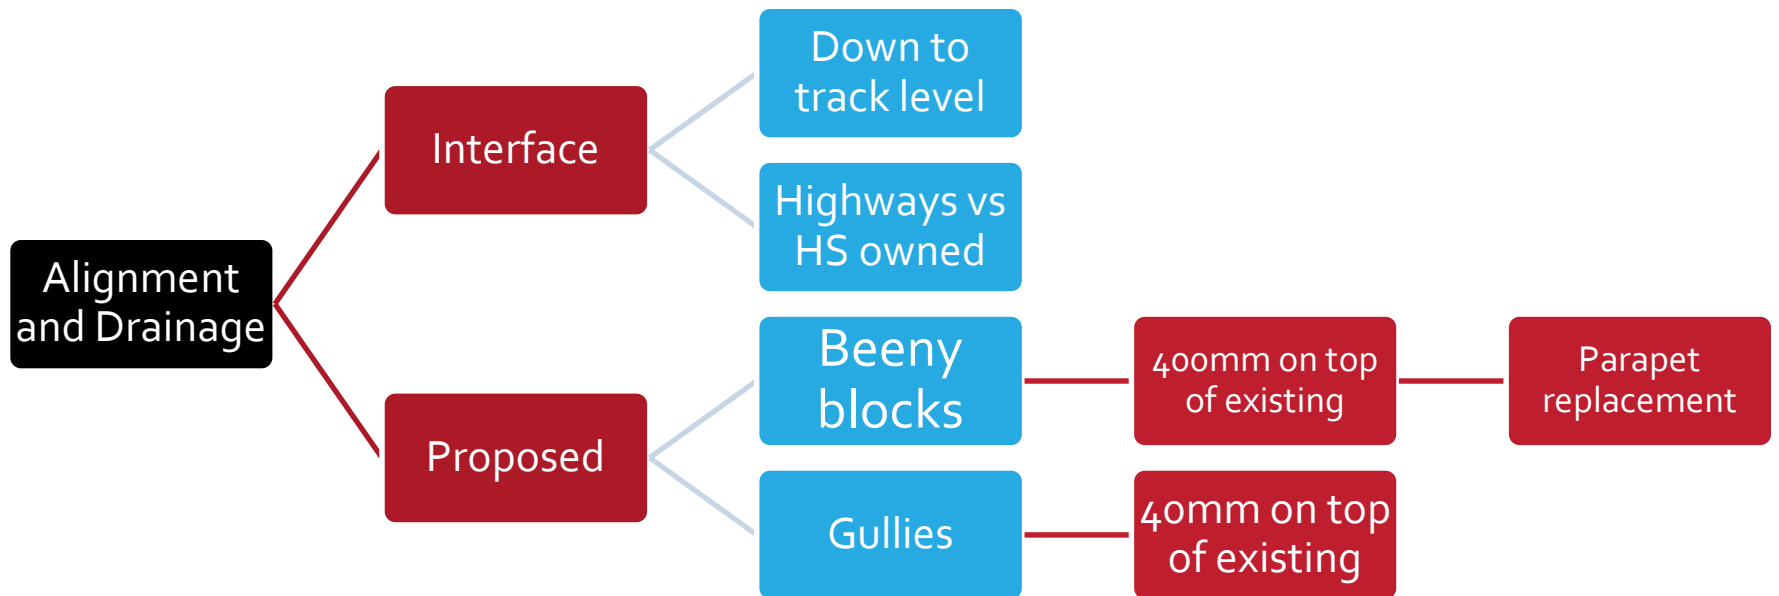 Alignment
and Drainage
Interface
Down to
track level
Highways vs
HS owned
Proposed
Beeny
blocks
400mm on top
of existing
Parapet
replacement
Gullies
40mm on top
of existing